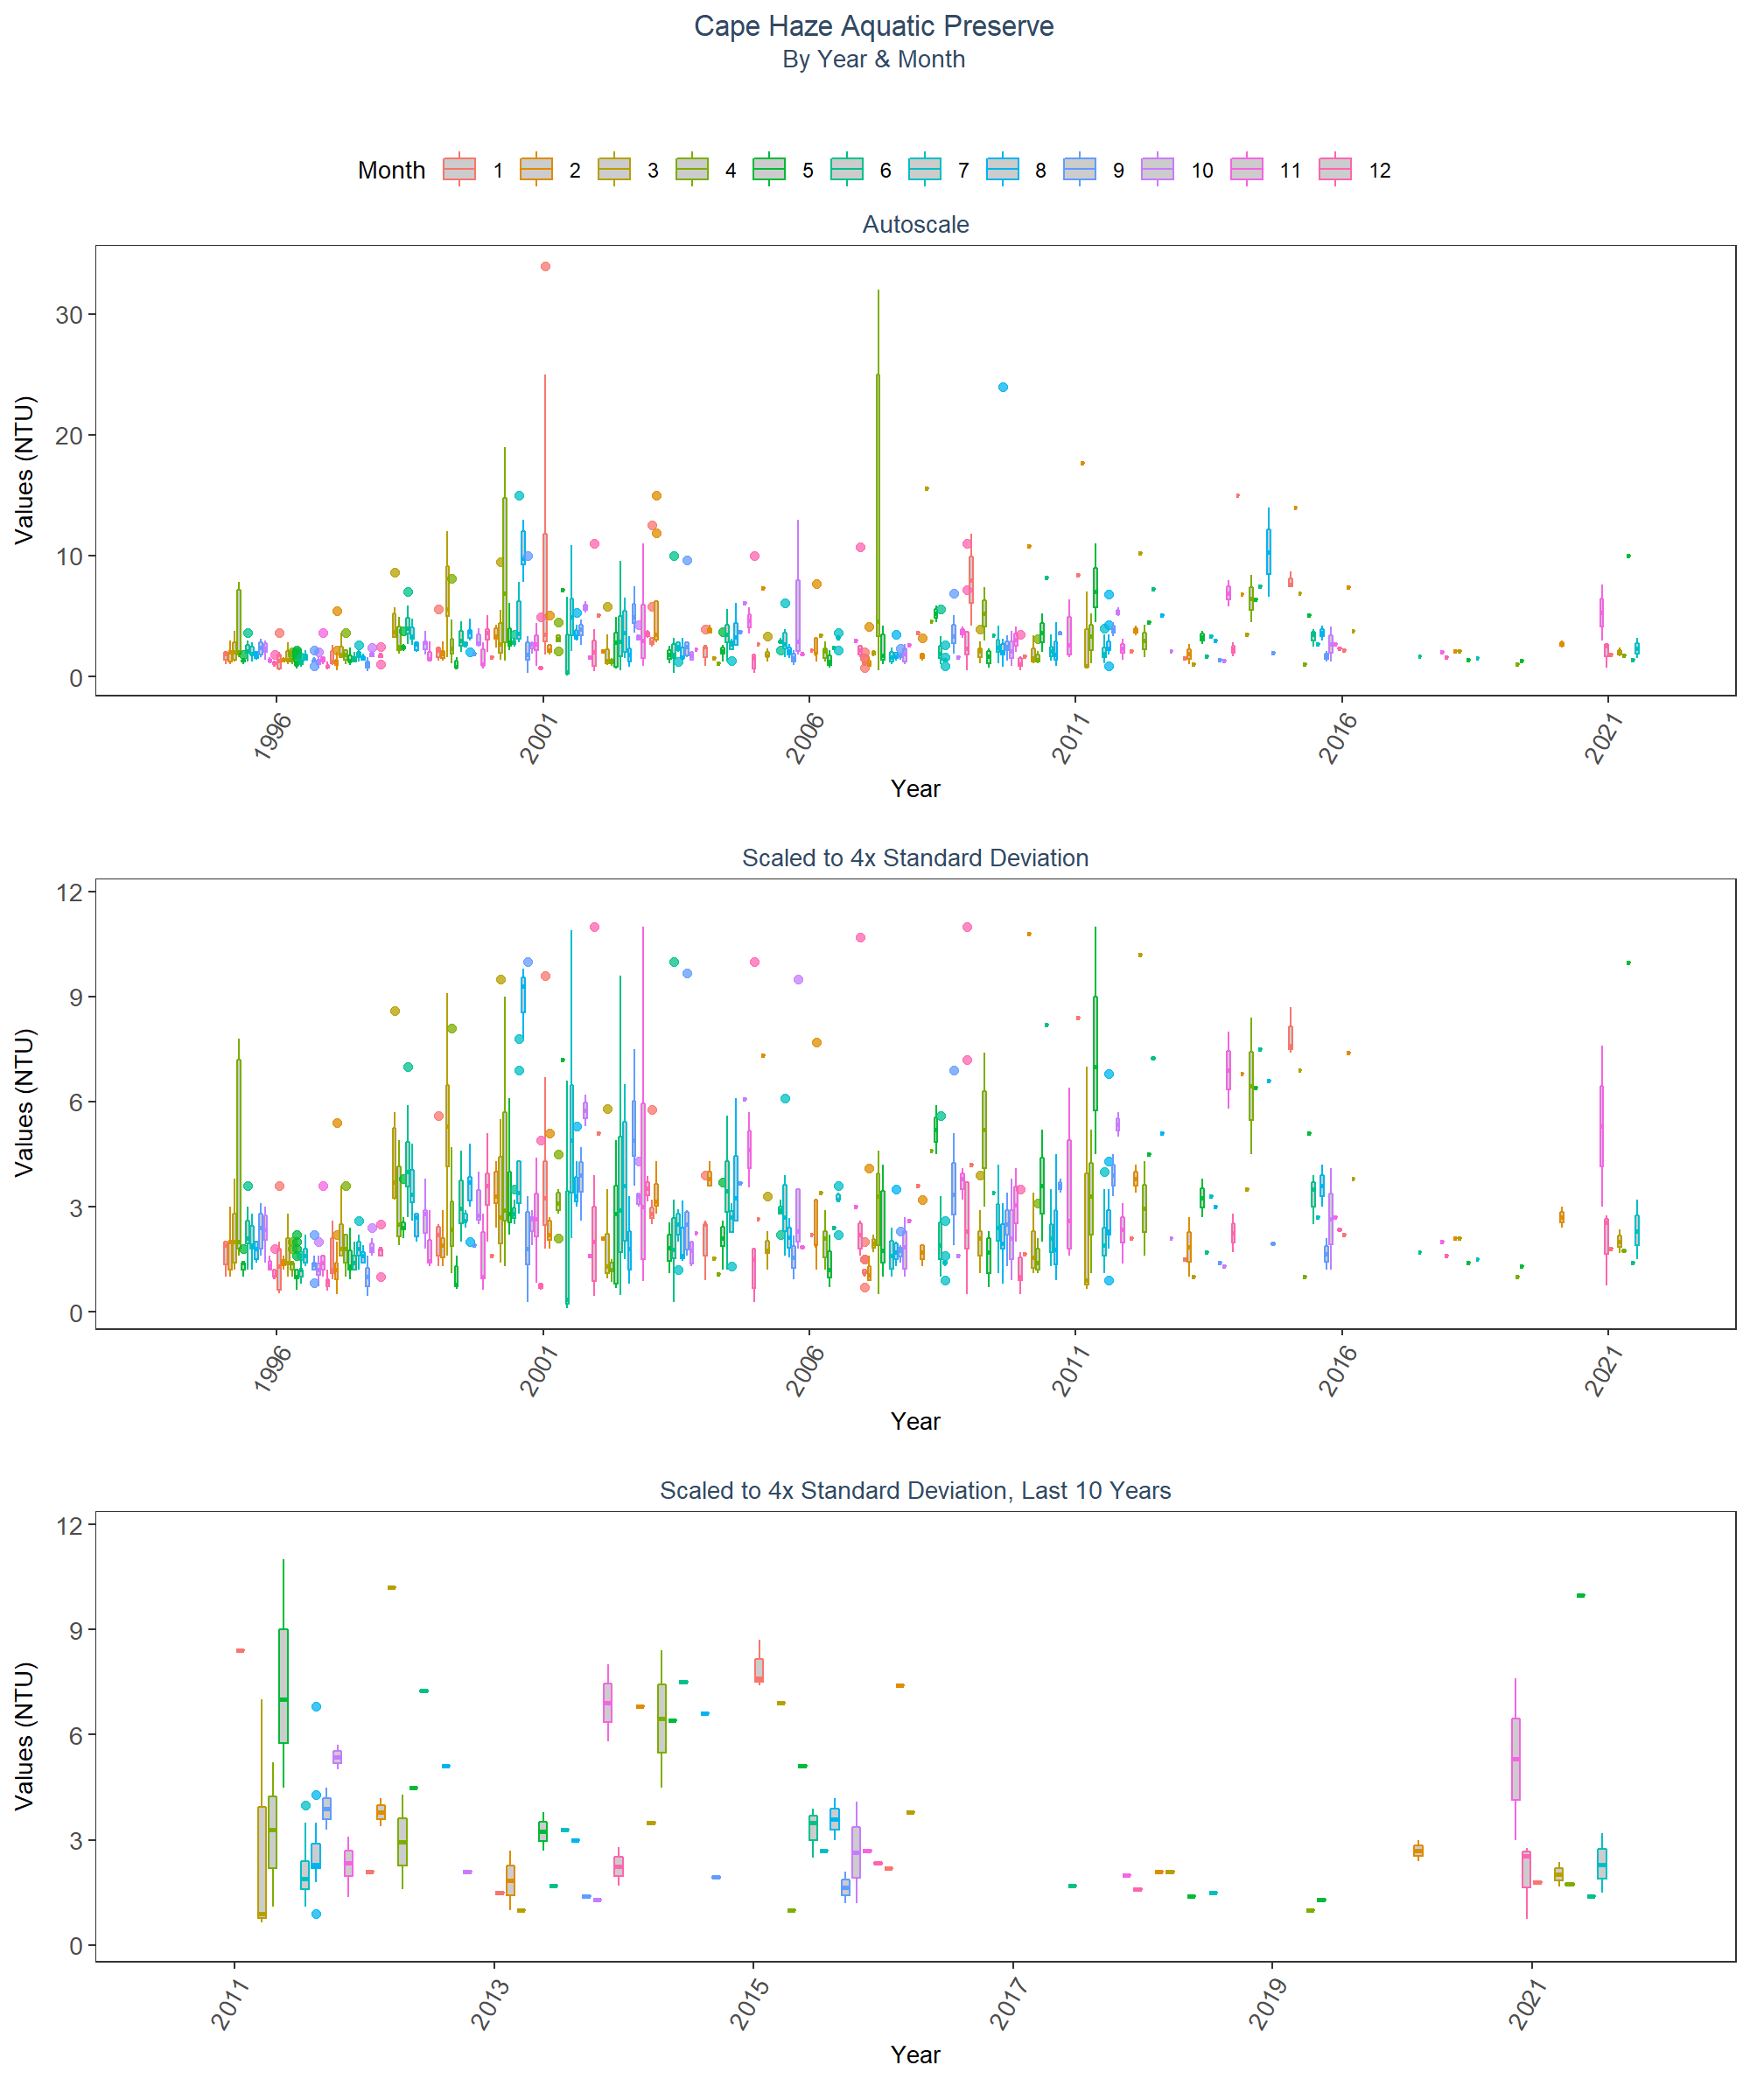 Cape Haze Aquatic Preserve
By Year & Month
Month 1 2 3 4 5 6 7 8 9 10 11 12
Autoscale
Values (NTU)
30
20
10
0
1996 2001 2006 2011 2016 2021
Year
Scaled to 4x Standard Deviation
Values (NTU)
12
9
6
3
0
1996 2001 2006 2011 2016 2021
Year
Scaled to 4x Standard Deviation, Last 10 Years
Values (NTU)
12
9
6
3
0
2011 2013 2015 2017 2019 2021
Year